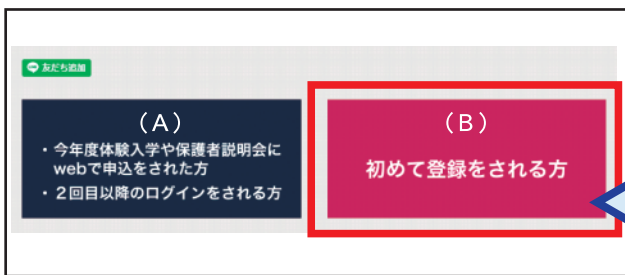 友だち追加
(A)
・今年度体験入学や保護者説明会に
webで申込をされた方
・2回目以降のログインをされる方
(B)
初めて登録をされる方